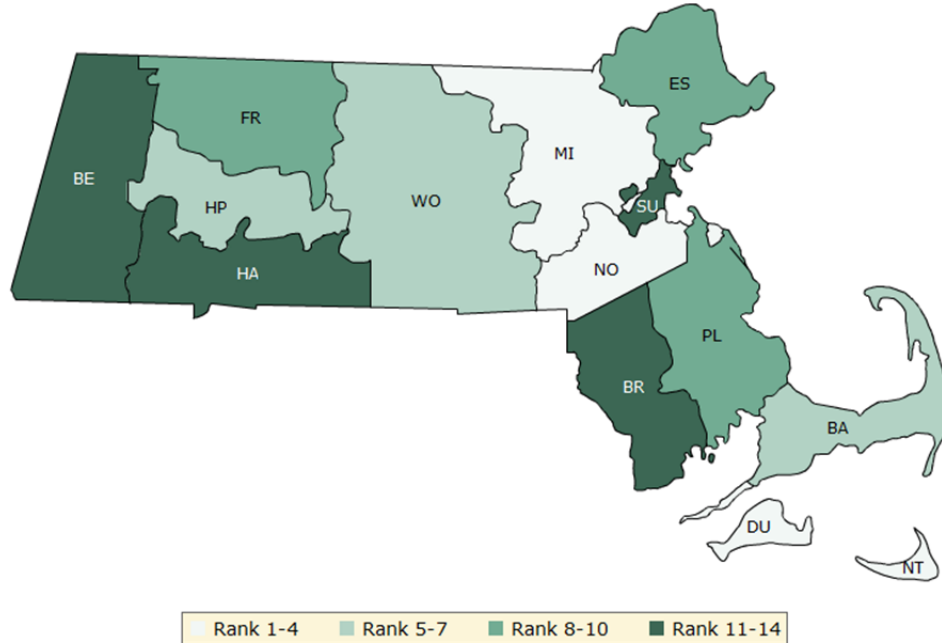 ES
FR
MI
BE
WO
HP
SU
HA
NO
PL
BR
BA
DU
NT
Rank 1-4 Rank 5-7 Rank 8-10 Rank 11-14